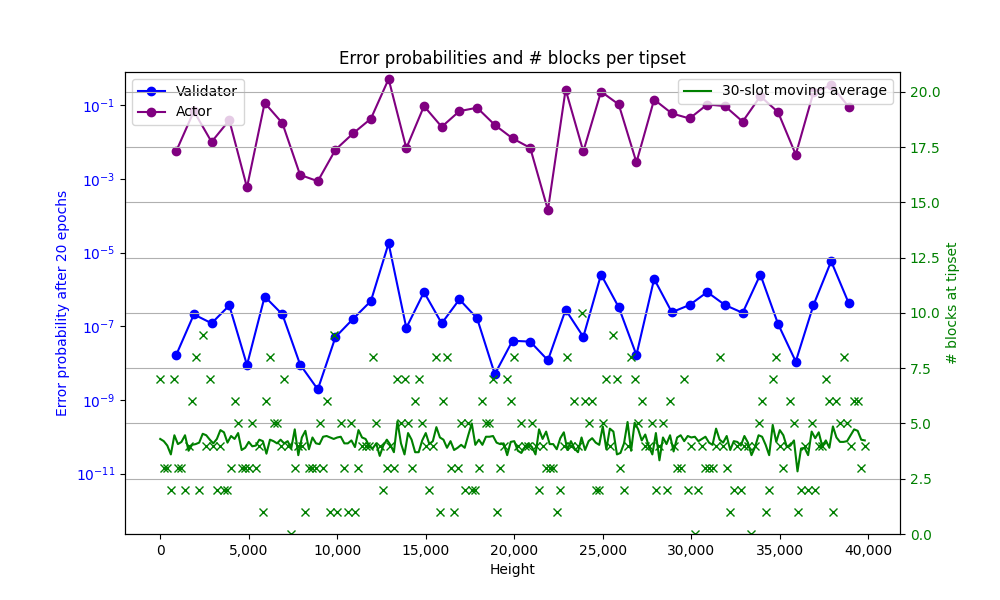 Error probabilities and # blocks per tipset
Validator
Actor
30-slot moving average
Error probability after 20 epochs
10⁻¹
10⁻³
10⁻⁵
10⁻⁷
10⁻⁹
10⁻¹¹
20.0
17.5
15.0
12.5
10.0
7.5
5.0
2.5
0.0
# blocks at tipset
0 5,000 10,000 15,000 20,000 25,000 30,000 35,000 40,000
Height